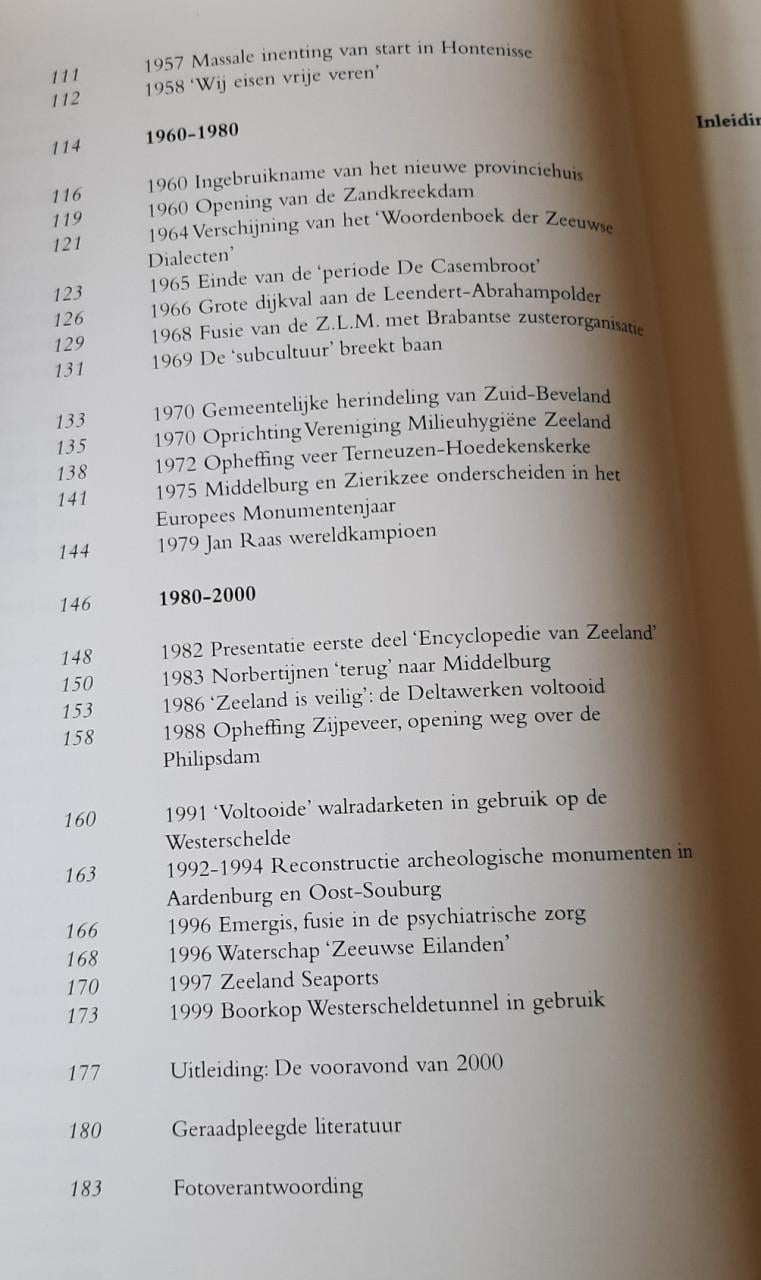 111 1957 Massale inenting van start in Hontenisse
112 1958 ‘Wij eisen vrije veren’
114 1960-1980
116 1960 Ingebruikname van het nieuwe provinciehuis
119 1960 Opening van de Zandkreekdam
121 1964 Verschijning van het ‘Woordenboek der Zeeuwse
Dialecten’
123 1965 Einde van de ‘periode De Casembroot’
126 1966 Grote dijkval aan de Leendert-Abrahampolder
129 1968 Fusie van de Z.L.M. met Brabantse zusterorganisatie
131 1969 De ‘subcultuur’ breekt baan
133 1970 Gemeentelijke herindeling van Zuid-Beveland
135 1970 Oprichting Vereniging Milieuhygiëne Zeeland
138 1972 Opheffing veer Terneuzen-Hoedekenskerke
141 1975 Middelburg en Zierikzee onderscheiden in het
Europees Monumentenjaar
144 1979 Jan Raas wereldkampioen
146 1980-2000
148 1982 Presentatie eerste deel ‘Encyclopedie van Zeeland’
150 1983 Norbertijnen ‘terug’ naar Middelburg
153 1986 ‘Zeeland is veilig’: de Deltawerken voltooid
158 1988 Opheffing Zijpeveer, opening weg over de
Philipsdam
160 1991 ‘Voltooide’ walradarketen in gebruik op de
Westerschelde
163 1992-1994 Reconstructie archeologische monumenten in
Aardenburg en Oost-Souburg
166 1996 Emergis, fusie in de psychiatrische zorg
168 1996 Waterschap ‘Zeeuwse Eilanden’
170 1997 Zeeland Seaports
173 1999 Boorkop Westerscheldetunnel in gebruik
177 Uitleiding: De vooravond van 2000
180 Geraadpleegde literatuur
183 Fotoverantwoording
Inleidin